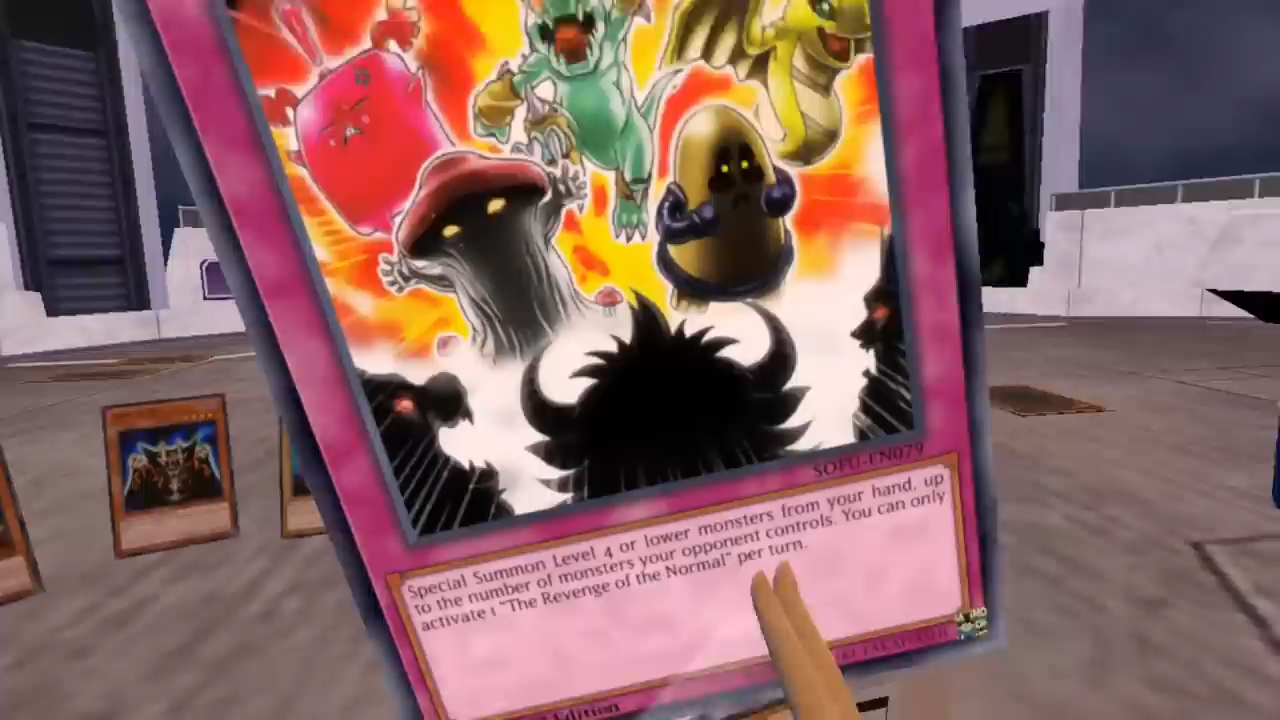 SOFU-EN079
Special Summon Level 4 or lower monsters from your hand, up
to the number of monsters your opponent controls. You can only
activate 1 "The Revenge of the Normal" per turn.
Edition